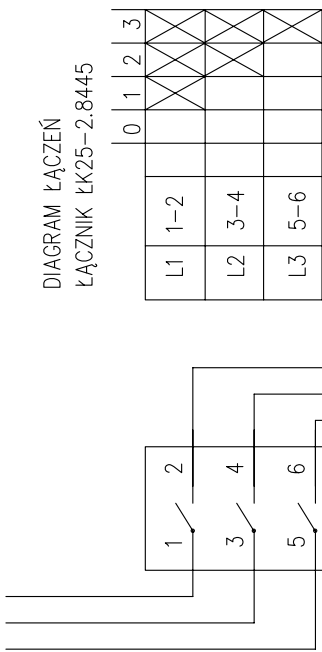 DIAGRAM ŁĄCZEŃ
ŁĄCZNIK ŁK25-2.8445
0 1 2 3
L1 1-2
L2 3-4
L3 5-6
1 2
3 4
5 6